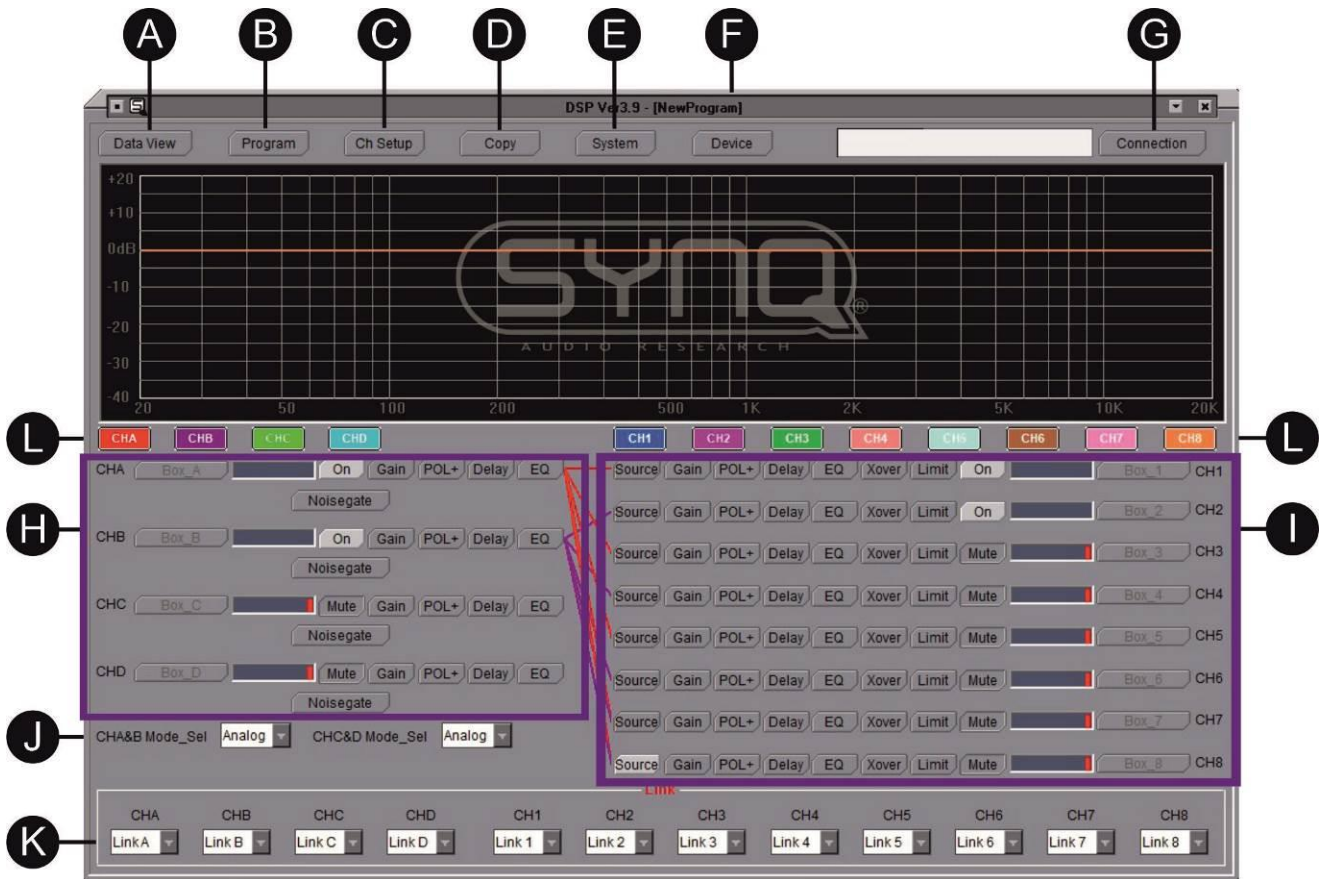 A B C D E F G
DSP Ver3.9 - [NewProgram]
Data View Program Ch Setup Copy System Device Connection
+20
+10
0dB
-10
-20
-30
-40
SYNQ®
AUDIO RESEARCH
20 50 100 200 500 1K 2K 5K 10K 20K
L CHA CHB CHC CHD CH1 CH2 CH3 CH4 CH5 CH6 CH7 CH8 L
H
CHA Box_A On Gain POL+ Delay EQ
Noisegate
CHB Box_B On Gain POL+ Delay EQ
Noisegate
CHC Box_C Mute Gain POL+ Delay EQ
Noisegate
CHD Box_D Mute Gain POL+ Delay EQ
Noisegate
Source Gain POL+ Delay EQ Xover Limit On Box_1 CH1
Source Gain POL+ Delay EQ Xover Limit On Box_2 CH2
Source Gain POL+ Delay EQ Xover Limit Mute Box_3 CH3
Source Gain POL+ Delay EQ Xover Limit Mute Box_4 CH4
Source Gain POL+ Delay EQ Xover Limit Mute Box_5 CH5
Source Gain POL+ Delay EQ Xover Limit Mute Box_6 CH6
Source Gain POL+ Delay EQ Xover Limit Mute Box_7 CH7
Source Gain POL+ Delay EQ Xover Limit Mute Box_8 CH8
I
J CHA&B Mode_Sel Analog CHC&D Mode_Sel Analog
Link
CHA CHB CHC CHD CH1 CH2 CH3 CH4 CH5 CH6 CH7 CH8
K Link A Link B Link C Link D Link 1 Link 2 Link 3 Link 4 Link 5 Link 6 Link 7 Link 8